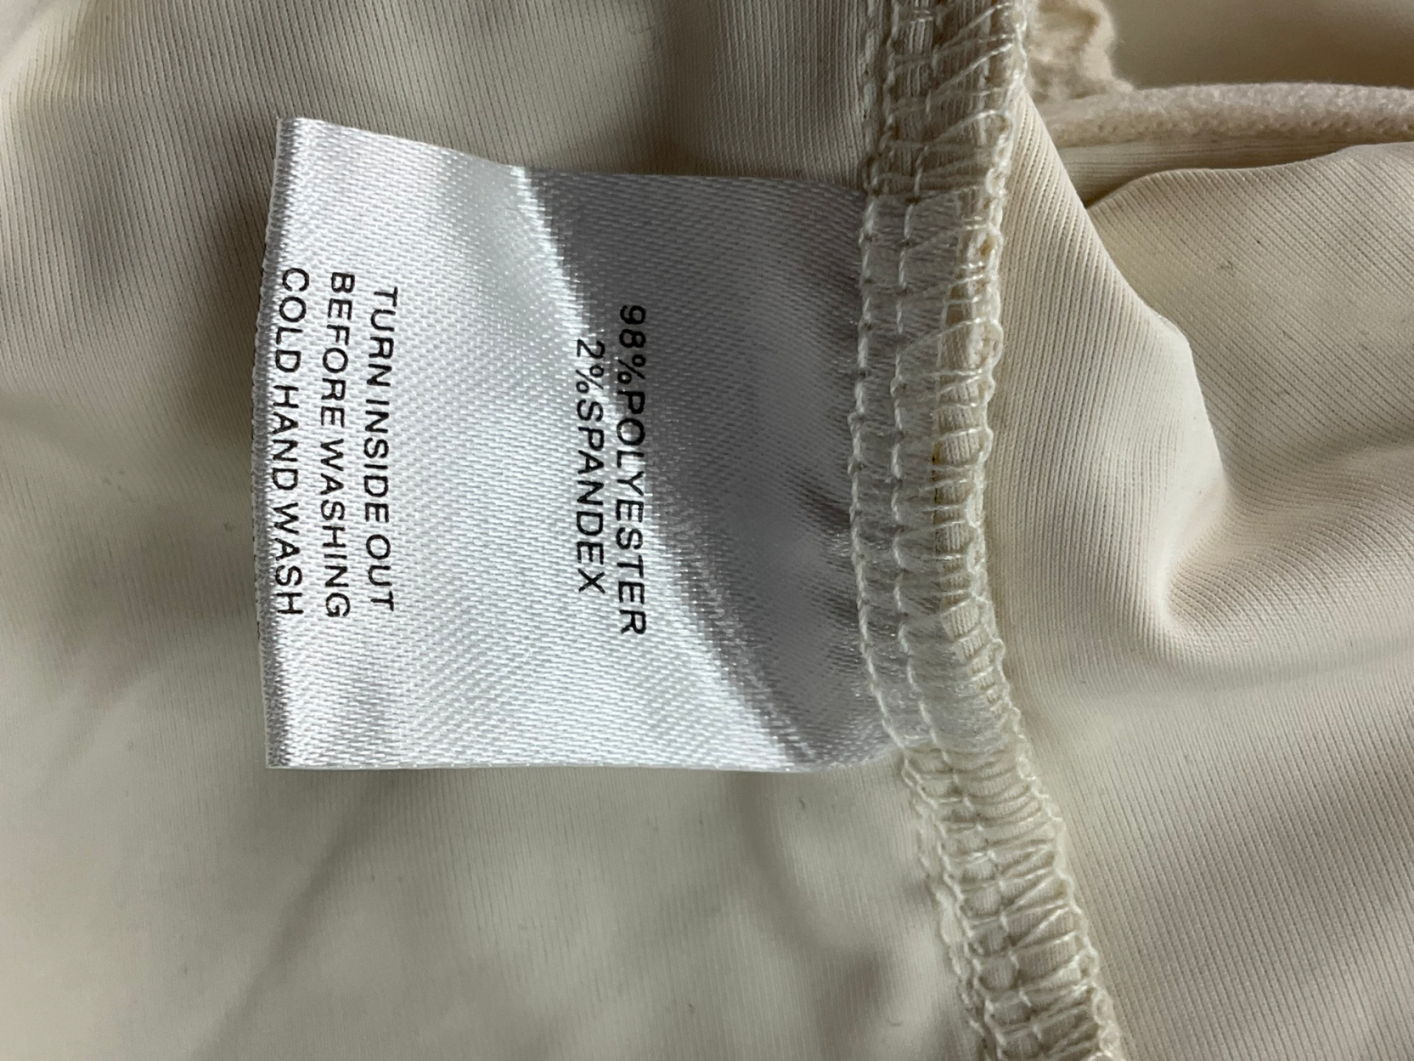 98%POLYESTER
2%SPANDEX
TURN INSIDE OUT
BEFORE WASHING
COLD HAND WASH